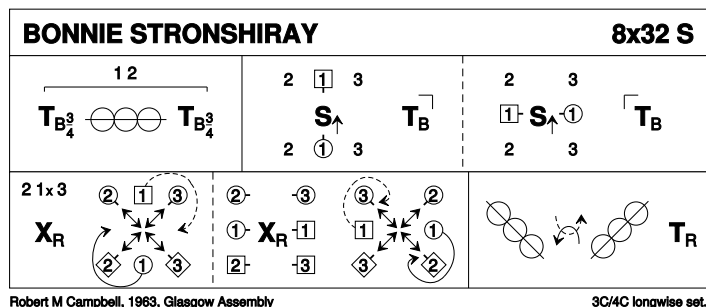 BONNIE STRONSHIRAY 8x32 S
1 2
T B 3/4 T B 3/4
2 1 3
S T B
2 1 3
2 3
1 S 1 T B
2 3
2 1x 3
2 1 3
X R
2 1 3
2 3
1 X R 1
2 3
3 2
1 1
3 2
T R
Robert M Campbell, 1963, Glasgow Assembly 3C/4C longwise set.